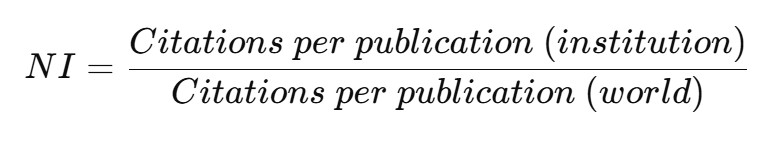 NI = Citations per publication (institution)
Citations per publication (world)